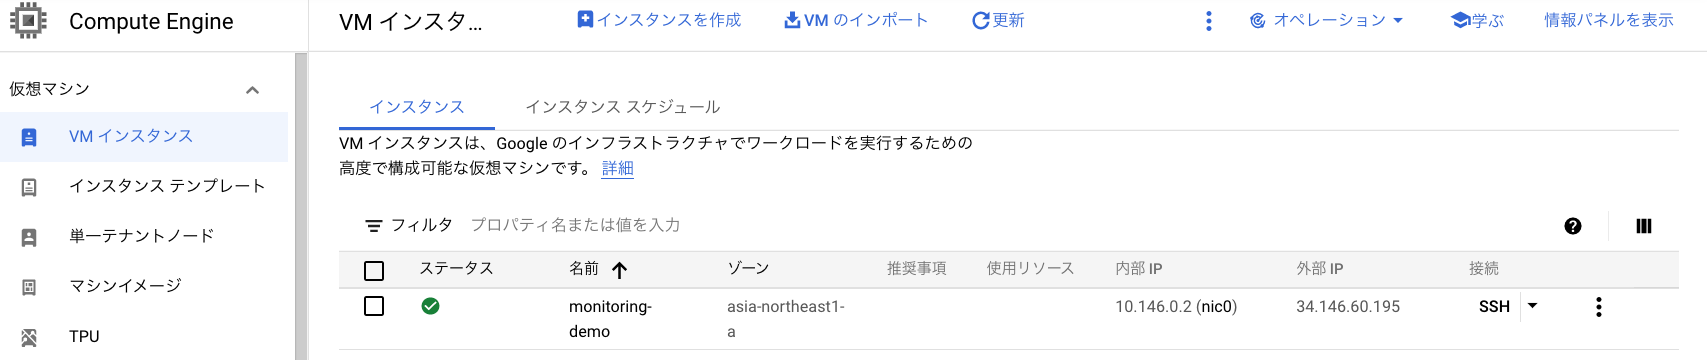 Compute Engine
VM インスタ...
インスタンスを作成
VM のインポート
更新
オペレーション
学ぶ
情報パネルを表示
仮想マシン
VM インスタンス
インスタンス テンプレート
単一テナントノード
マシンイメージ
TPU
インスタンス
インスタンス スケジュール
VM インスタンスは、Google のインフラストラクチャでワークロードを実行するための
高度で構成可能な仮想マシンです。 詳細
フィルタ プロパティ名または値を入力
ステータス 名前 ゾーン 推奨事項 使用リソース 内部 IP 外部 IP 接続
monitoring- asia-northeast1- 10.146.0.2 (nic0) 34.146.60.195 SSH
demo a